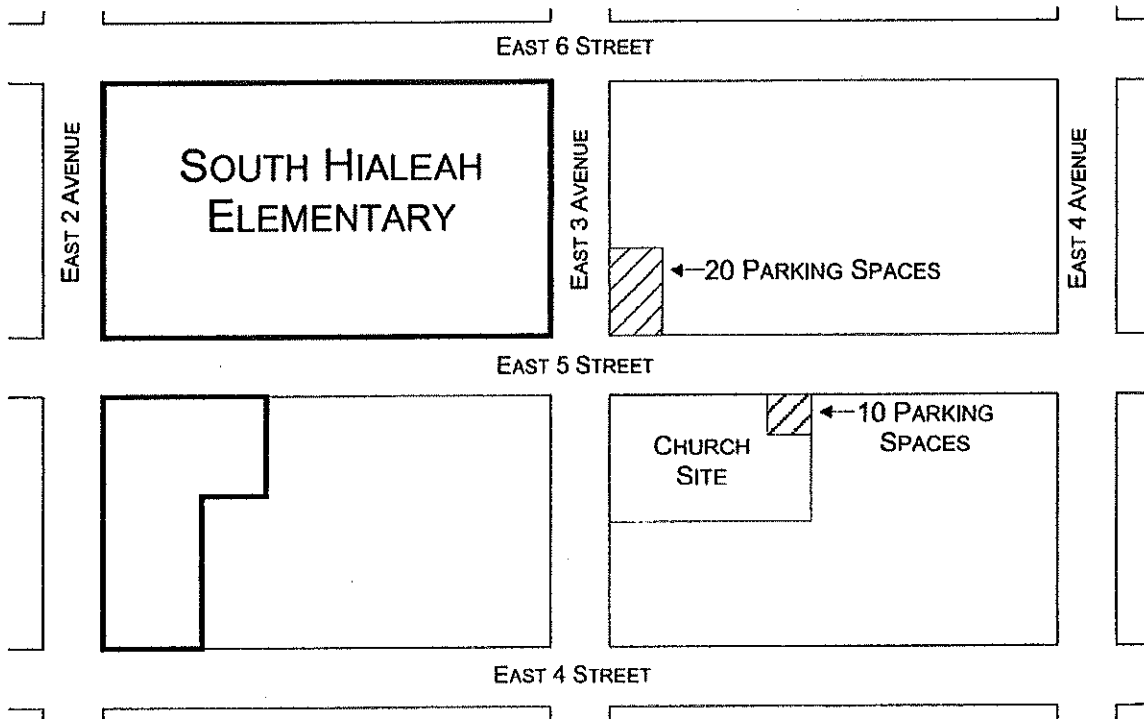 EAST 6 STREET
EAST 2 AVENUE
SOUTH HIALEAH
ELEMENTARY
EAST 3 AVENUE
20 PARKING SPACES
EAST 4 AVENUE
EAST 5 STREET
CHURCH
SITE
10 PARKING
SPACES
EAST 4 STREET